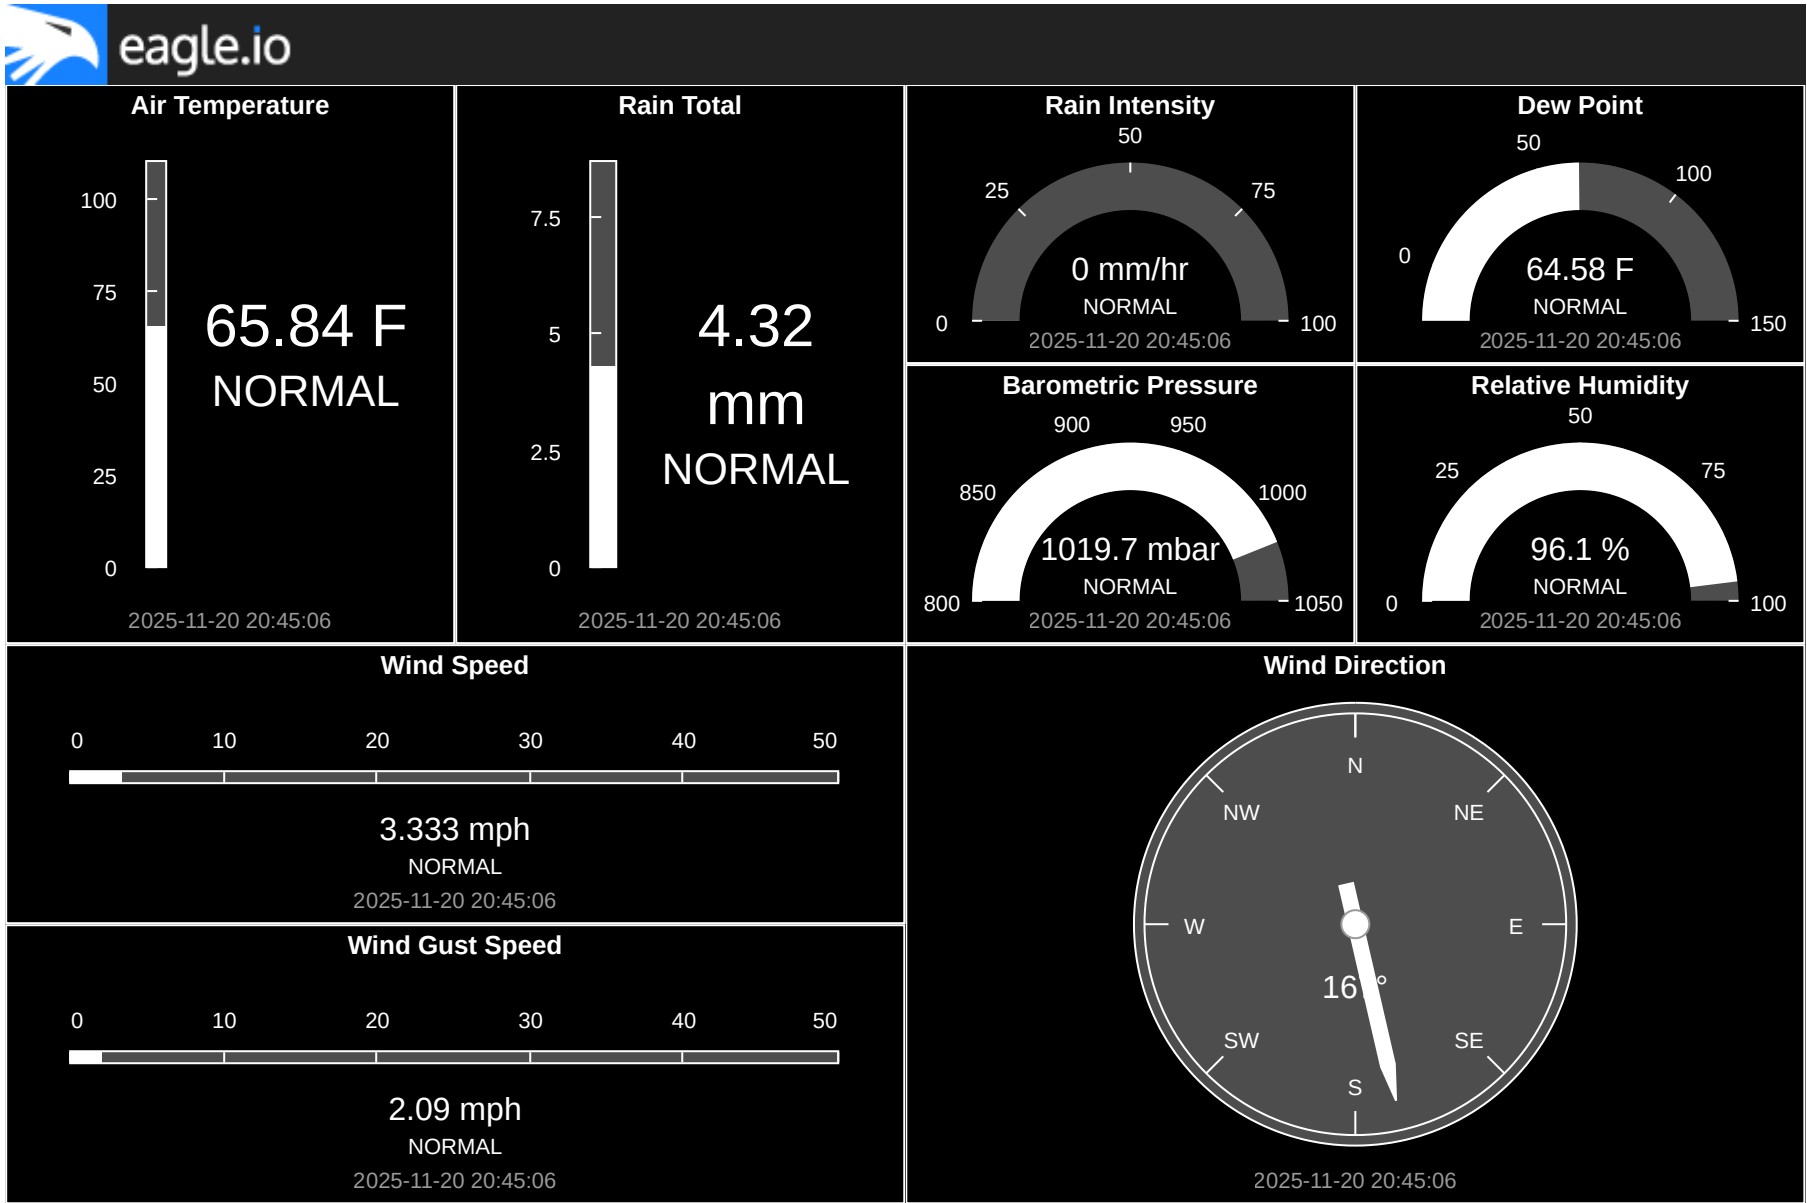 eagle.io
Air Temperature
100
75
50
25
0
65.84 F
NORMAL
2025-11-20 20:45:06
Rain Total
7.5
5
2.5
0
4.32
mm
NORMAL
2025-11-20 20:45:06
Rain Intensity
0
25
50
75
100
0 mm/hr
NORMAL
2025-11-20 20:45:06
Dew Point
0
50
100
150
64.58 F
NORMAL
2025-11-20 20:45:06
Barometric Pressure
800
850
900
950
1000
1050
1019.7 mbar
NORMAL
2025-11-20 20:45:06
Relative Humidity
0
25
50
75
100
96.1 %
NORMAL
2025-11-20 20:45:06
Wind Speed
0 10 20 30 40 50
3.333 mph
NORMAL
2025-11-20 20:45:06
Wind Direction
N
NW NE
W E
SW SE
S
2025-11-20 20:45:06
Wind Gust Speed
0 10 20 30 40 50
2.09 mph
NORMAL
2025-11-20 20:45:06